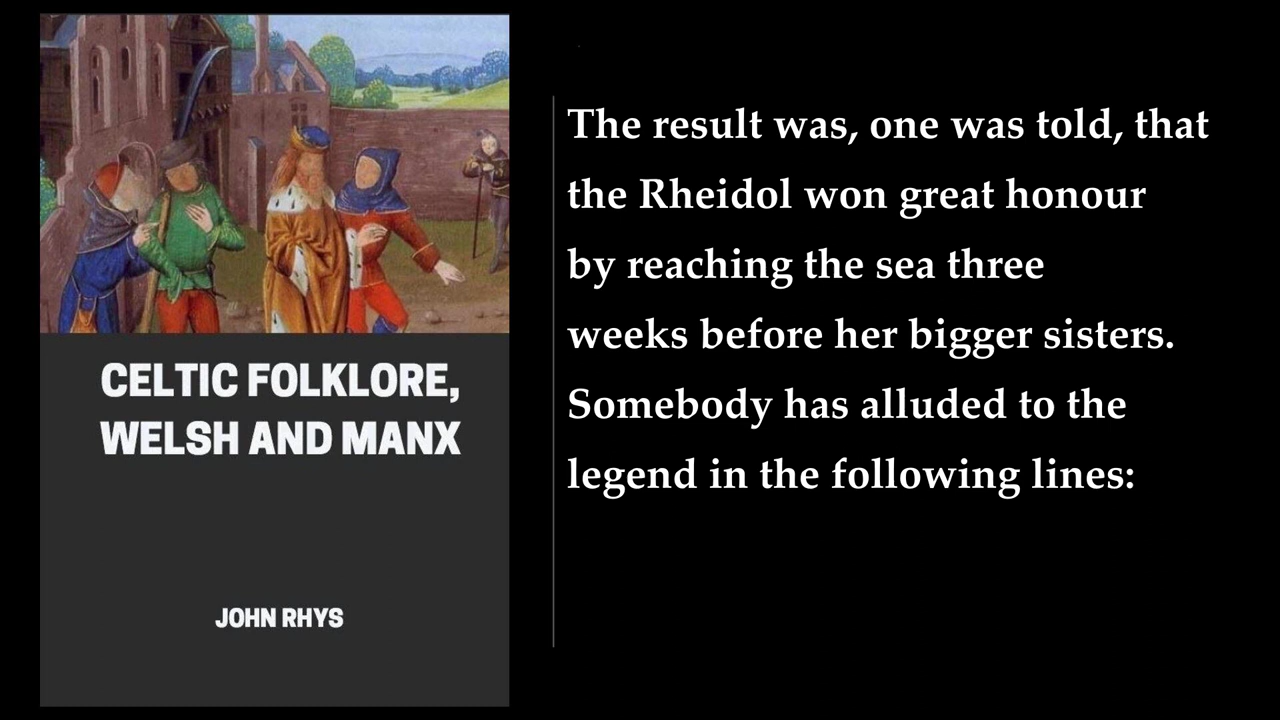 CELTIC FOLKLORE,
WELSH AND MANX
JOHN RHYS
The result was, one was told, that
the Rheidol won great honour
by reaching the sea three
weeks before her bigger sisters.
Somebody has alluded to the
legend in the following lines: